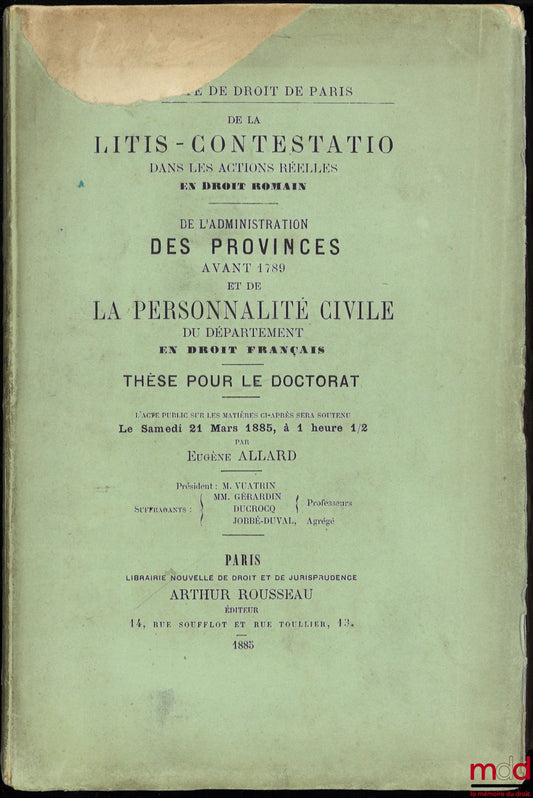 DE DROIT DE PARIS
DE LA
LITIS-CONTESTATIO
DANS LES ACTIONS RÉELLES
EN DROIT ROMAIN
DE L'ADMINISTRATION
DES PROVINCES
AVANT 1789
ET DE
LA PERSONNALITÉ CIVILE
DU DÉPARTEMENT
EN DROIT FRANÇAIS
THÈSE POUR LE DOCTORAT
L'ACTE PUBLIC SUR LES MATIÈRES CI-APRÈS SERA SOUTENU
Le Samedi 21 Mars 1885, à 1 heure 1/2
PAR
EUGÈNE ALLARD
Président : M. VUATRIN
SUFFRAGANTS : MM. GÉRARDIN
DUCROCQ
Professeurs
JOBBÉ-DUVAL, Agrégé
PARIS
LIBRAIRIE NOUVELLE DE DROIT ET DE JURISPRUDENCE
ARTHUR ROUSSEAU
ÉDITEUR
14, RUE SOUFFLOT ET RUE TOULLIER, 13.
1885
mdd
la mémoire du droit